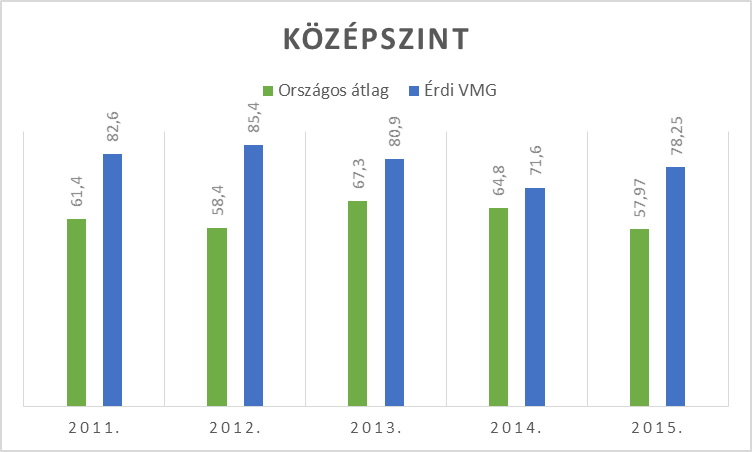 KÖZÉPSZINT
Országos átlag Érdi VMG
61,4 82,6 58,4 85,4 67,3 80,9 64,8 71,6 57,97 78,25
2011. 2012. 2013. 2014. 2015.